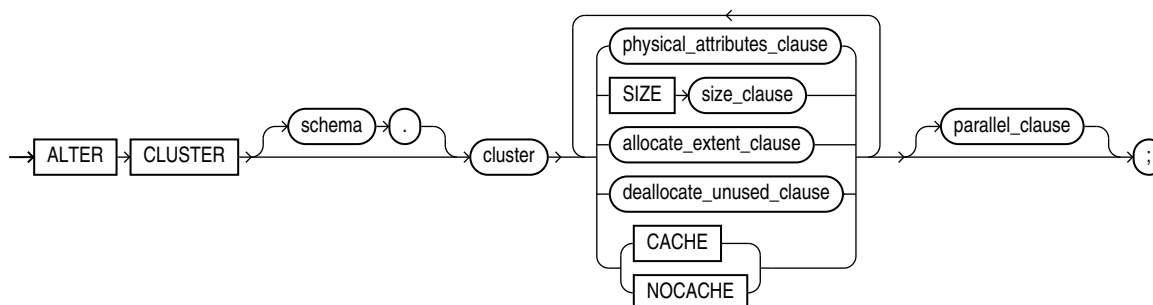 physical_attributes_clause
SIZE size_clause
schema . parallel_clause
ALTER CLUSTER cluster allocate_extent_clause ;
deallocate_unused_clause
CACHE
NOCACHE